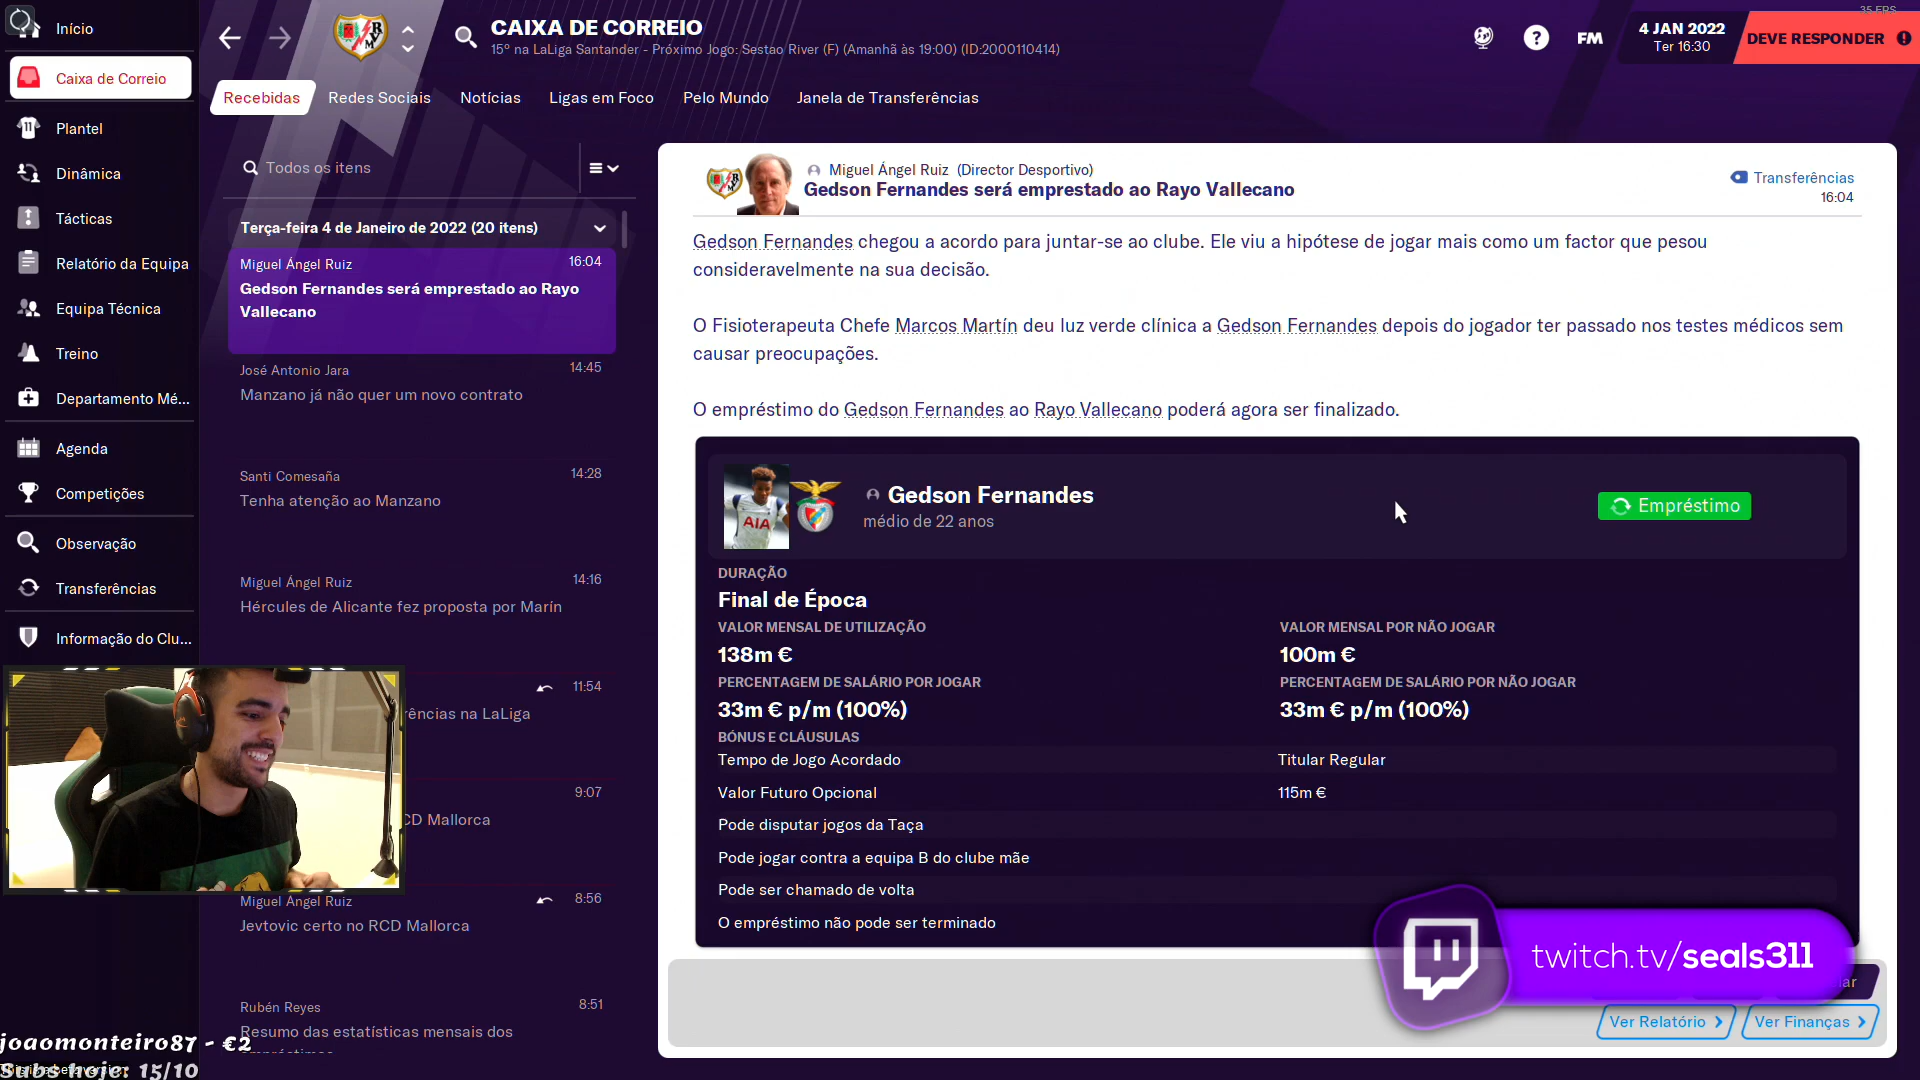 Início
Caixa de Correio
Plantel
Dinâmica
Tácticas
Relatório da Equipa
Equipa Técnica
Treino
Departamento Mé...
Agenda
Competições
Observação
Transferências
Informação do Clu...
CAIXA DE CORREIO
15º na LaLiga Santander - Próximo Jogo: Sestao River (F) (Amanhã às 19:00) (ID:2000110414)
35 FPS
FM
4 JAN 2022
Ter 16:30
DEVE RESPONDER
Recebidas
Redes Sociais
Notícias
Ligas em Foco
Pelo Mundo
Janela de Transferências
Todos os itens
Terça-feira 4 de Janeiro de 2022 (20 itens)
Miguel Ángel Ruiz 16:04
Gedson Fernandes será emprestado ao Rayo
Vallecano
José Antonio Jara 14:45
Manzano já não quer um novo contrato
Santi Comesaña 14:28
Tenha atenção ao Manzano
Miguel Ángel Ruiz 14:16
Hércules de Alicante fez proposta por Marín
11:54
rências na LaLiga
9:07
CD Mallorca
Miguel Ángel Ruiz 8:56
Jevtovic certo no RCD Mallorca
Rubén Reyes 8:51
Resumo das estatísticas mensais dos
Miguel Ángel Ruiz (Director Desportivo)
Gedson Fernandes será emprestado ao Rayo Vallecano
Transferências
16:04
Gedson Fernandes chegou a acordo para juntar-se ao clube. Ele viu a hipótese de jogar mais como um factor que pesou
consideravelmente na sua decisão.
O Fisioterapeuta Chefe Marcos Martín deu luz verde clínica a Gedson Fernandes depois do jogador ter passado nos testes médicos sem
causar preocupações.
O empréstimo do Gedson Fernandes ao Rayo Vallecano poderá agora ser finalizado.
AIA
Gedson Fernandes
médio de 22 anos
Empréstimo
DURAÇÃO
Final de Época
VALOR MENSAL DE UTILIZAÇÃO VALOR MENSAL POR NÃO JOGAR
138m € 100m €
PERCENTAGEM DE SALÁRIO POR JOGAR PERCENTAGEM DE SALÁRIO POR NÃO JOGAR
33m € p/m (100%) 33m € p/m (100%)
BÓNUS E CLÁUSULAS
Tempo de Jogo Acordado Titular Regular
Valor Futuro Opcional 115m €
Pode disputar jogos da Taça
Pode jogar contra a equipa B do clube mãe
Pode ser chamado de volta
O empréstimo não pode ser terminado
twitch.tv/seals311
Ver Relatório
Ver Finanças
joaomonteiro87 - €2
Subs hoje: 15/10